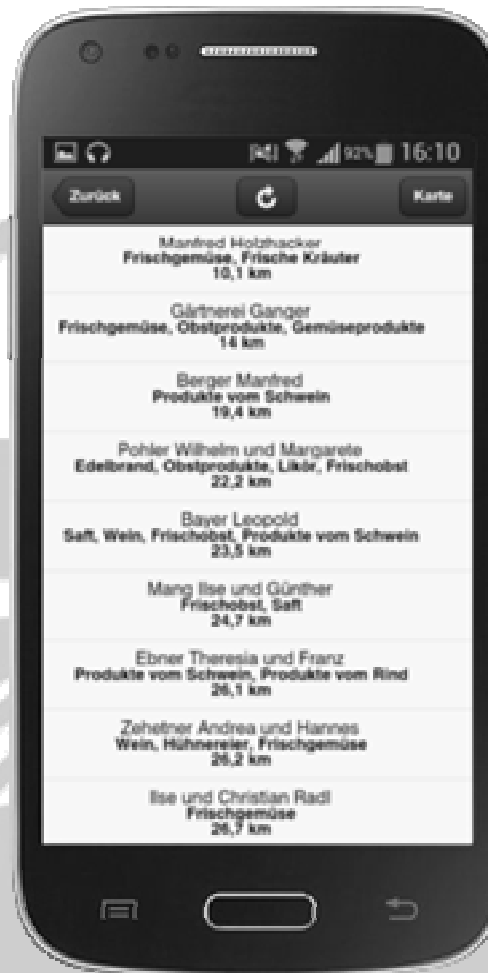 92% 16:10
Zurück Karte
Manfred Holzhacker
Frischgemüse, Frische Kräuter
10,1 km
Gärtnerei Ganger
Frischgemüse, Obstprodukte, Gemüseprodukte
14 km
Berger Manfred
Produkte vom Schwein
19,4 km
Pohler Wilhelm und Margarete
Edelbrand, Obstprodukte, Likör, Frischobst
22,2 km
Bayer Leopold
Saft, Wein, Frischobst, Produkte vom Schwein
23,5 km
Mang Ilse und Günther
Frischobst, Saft
24,7 km
Ebner Theresia und Franz
Produkte vom Schwein, Produkte vom Rind
26,1 km
Zehetner Andrea und Hannes
Wein, Hühnereier, Frischgemüse
26,2 km
Ilse und Christian Radl
Frischgemüse
26,7 km